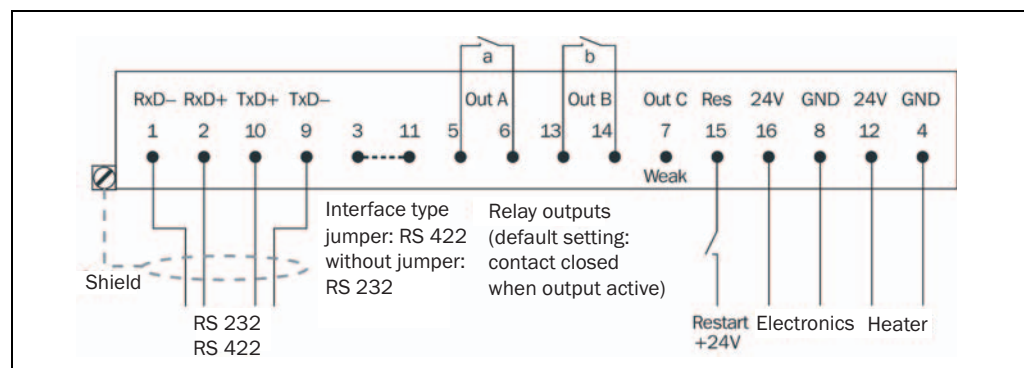 a b
RxD– RxD+ TxD+ TxD– Out A Out B Out C Res 24V GND 24V GND
1 2 10 9 3 11 5 6 13 14 7 15 16 8 12 4
Weak
Interface type
jumper: RS 422
without jumper:
RS 232
Relay outputs
(default setting:
contact closed
when output active)
Shield
RS 232
RS 422
Restart
+24V
Electronics
Heater